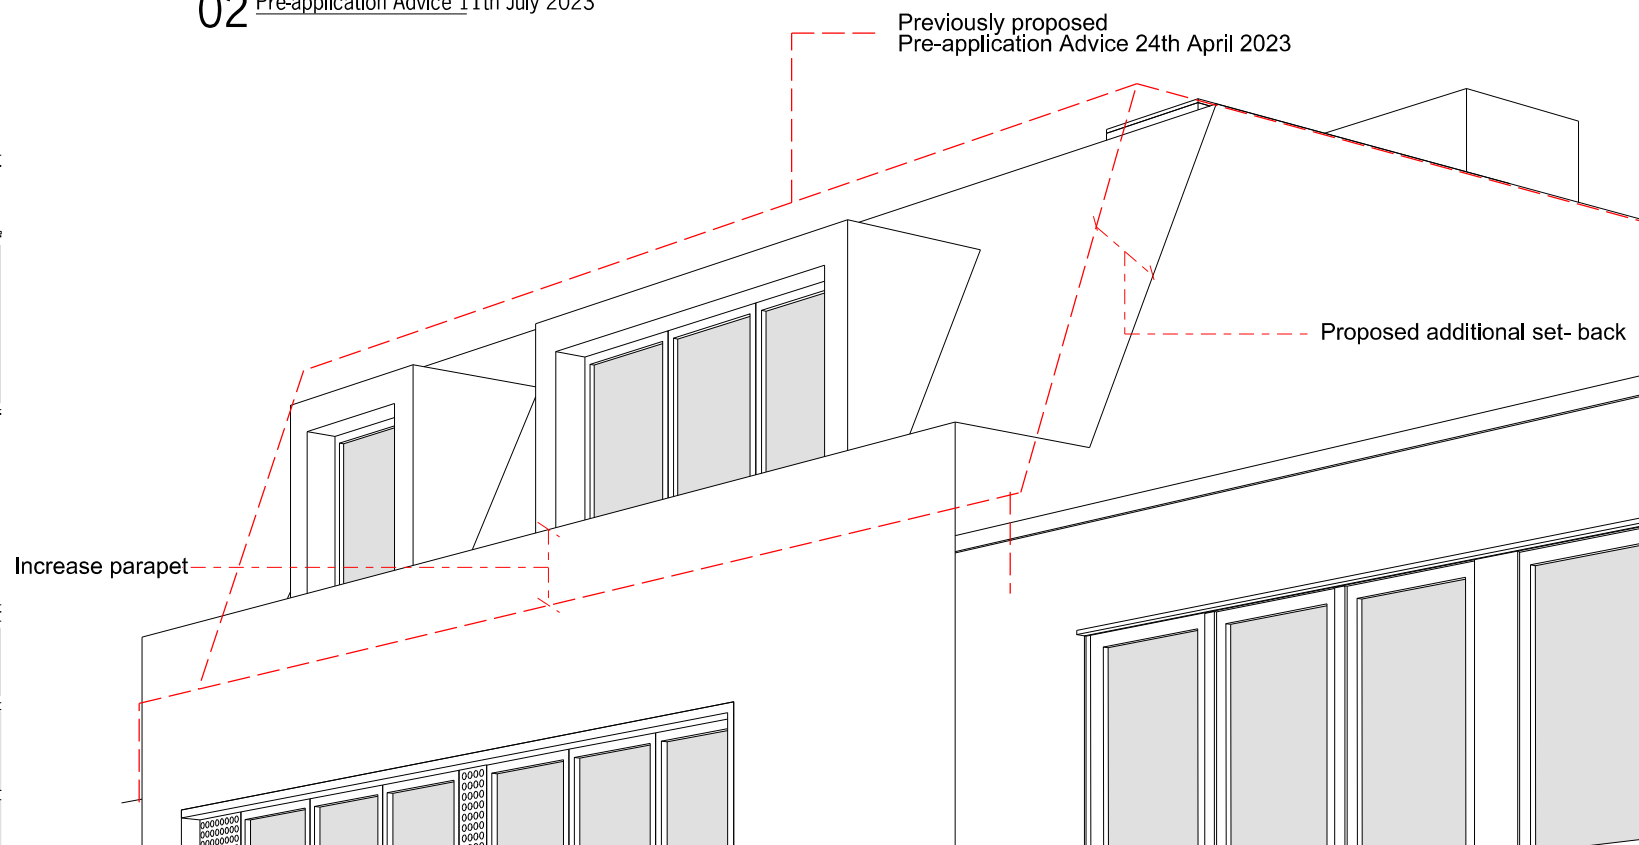 02 Pre-application Advice 11th July 2023
Previously proposed
Pre-application Advice 24th April 2023
Proposed additional set- back
Increase parapet